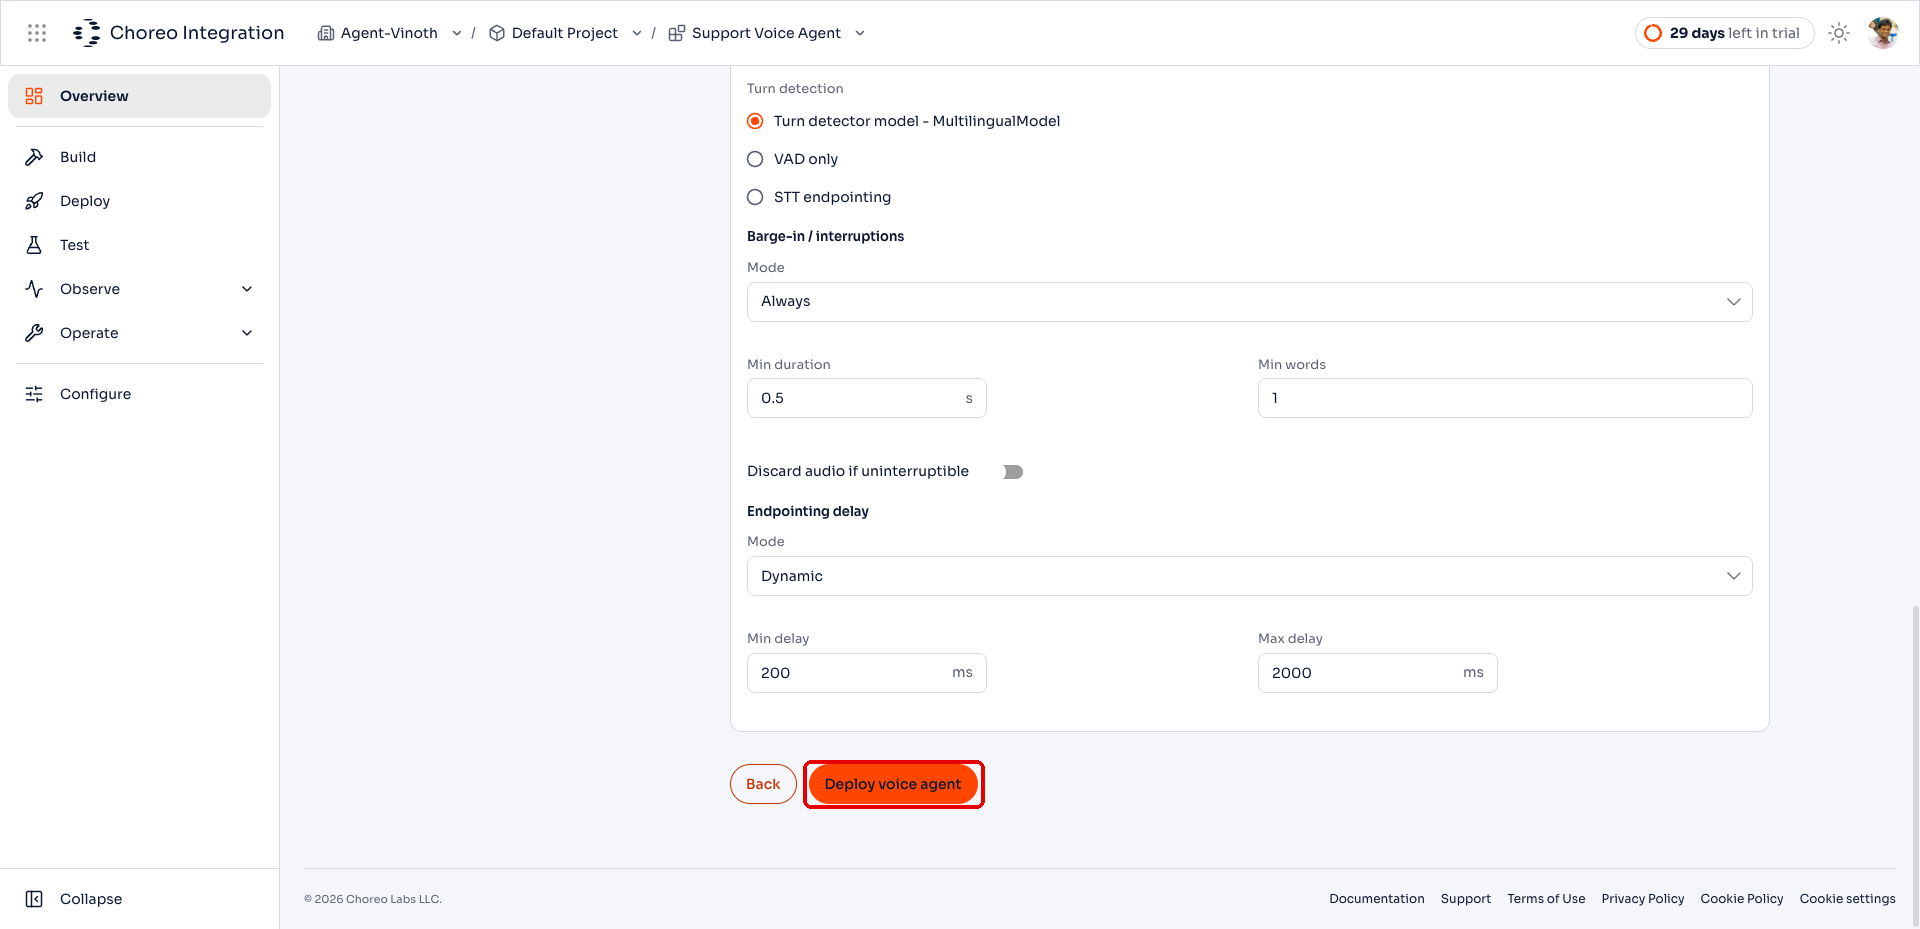 Choreo Integration
Agent-Vinoth / Default Project / Support Voice Agent
29 days left in trial
Overview
Build
Deploy
Test
Observe
Operate
Configure
Collapse
Turn detection
Turn detector model - MultilingualModel
VAD only
STT endpointing
Barge-in / interruptions
Mode
Always
Min duration
0.5 s
Min words
1
Discard audio if uninterruptible
Endpointing delay
Mode
Dynamic
Min delay
200 ms
Max delay
2000 ms
Back
Deploy voice agent
© 2026 Choreo Labs LLC.
Documentation Support Terms of Use Privacy Policy Cookie Policy Cookie settings